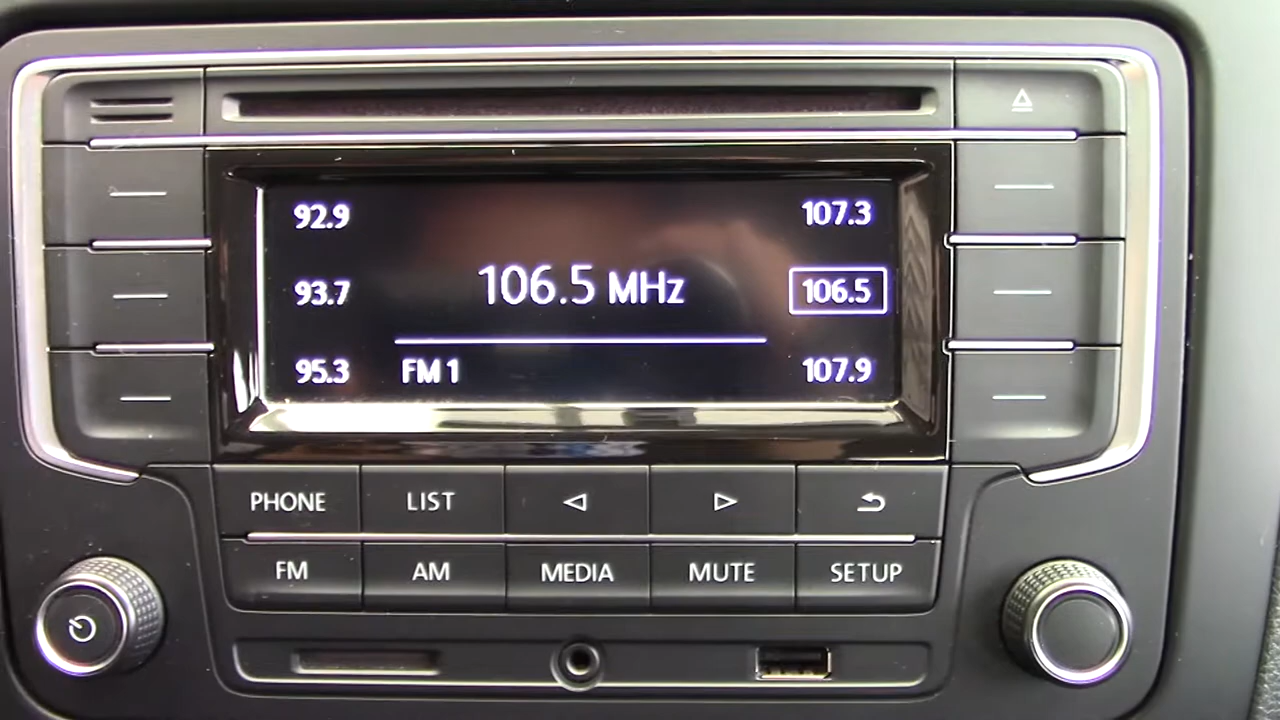 92.9
107.3
93.7
106.5 MHz
106.5
95.3
FM 1
107.9
PHONE
LIST
FM
AM
MEDIA
MUTE
SETUP